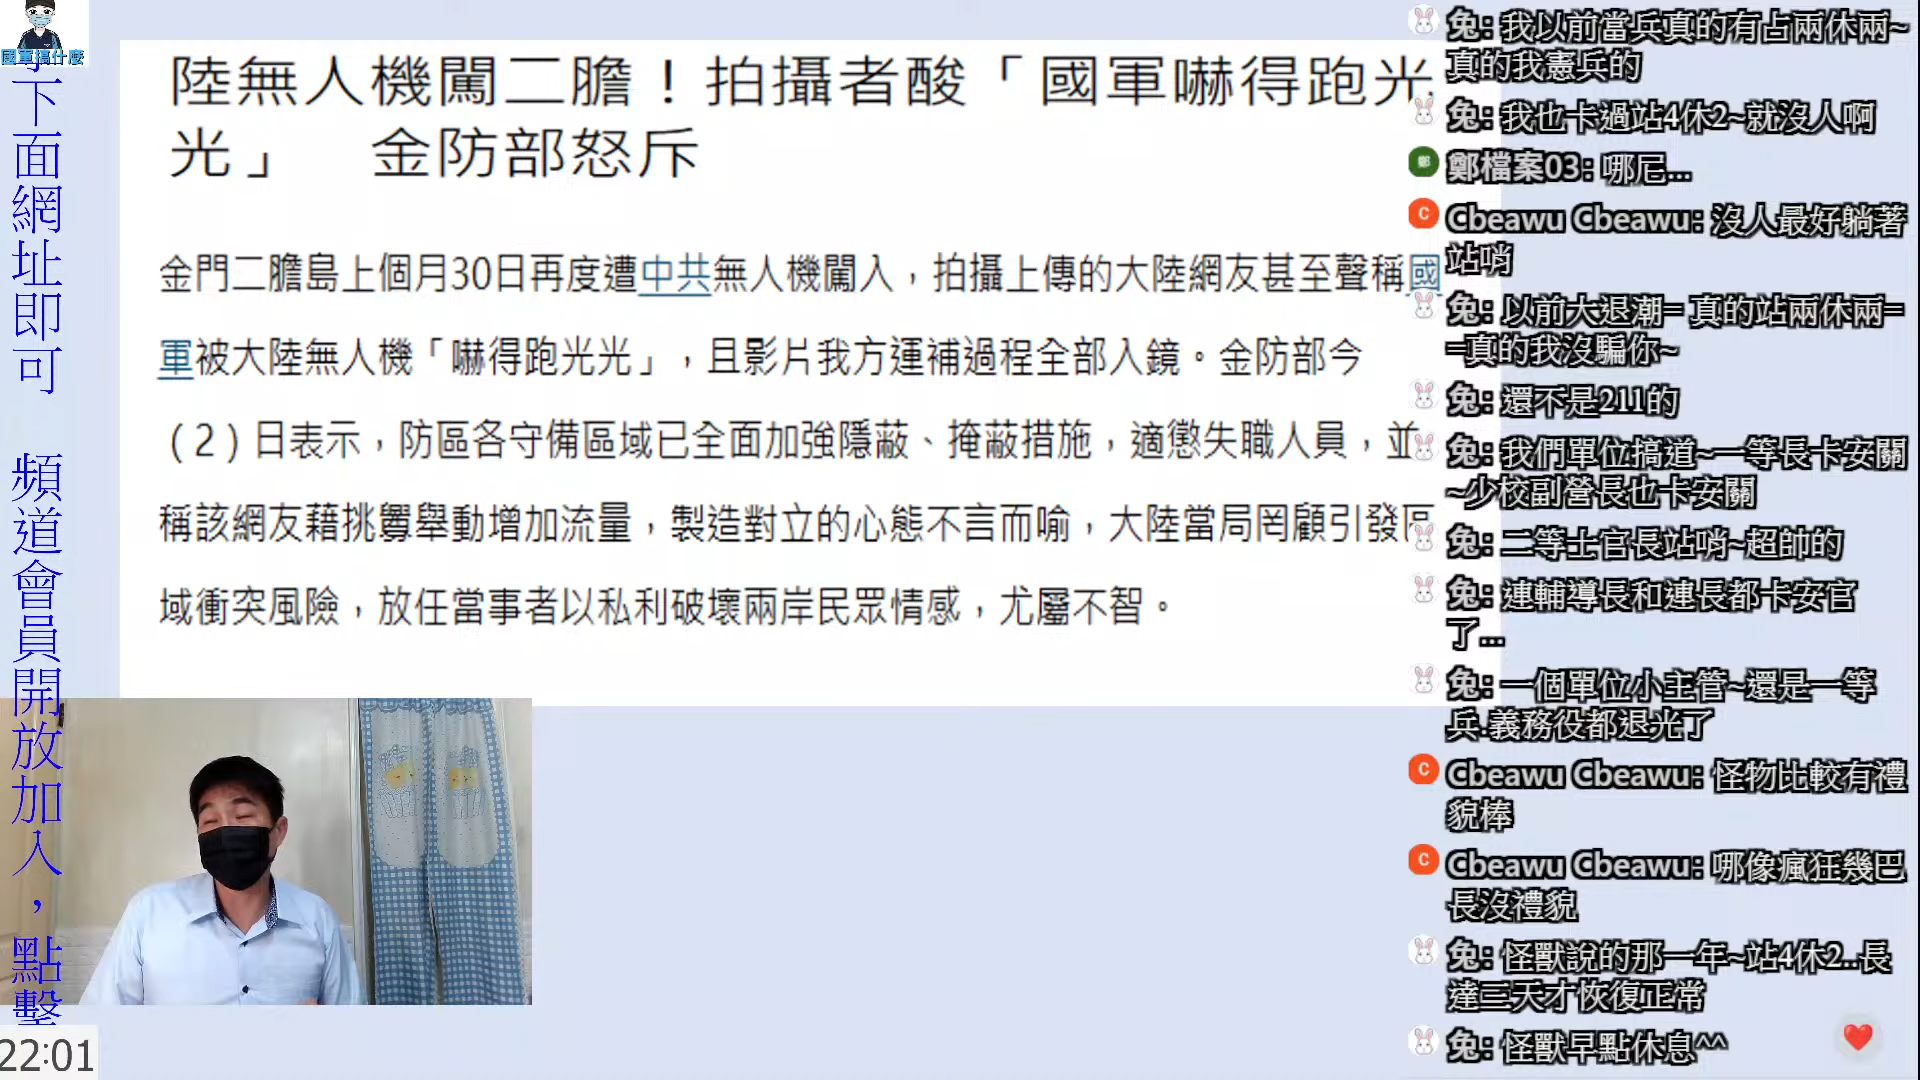 國軍搞什麼
下面網址即可 頻道會員開放加入，點擊
陸無人機闖二膽！拍攝者酸「國軍嚇得跑光
光」 金防部怒斥
金門二膽島上個月30日再度遭中共無人機闖入，拍攝上傳的大陸網友甚至聲稱國
軍被大陸無人機「嚇得跑光光」，且影片我方運補過程全部入鏡。金防部今
（2）日表示，防區各守備區域已全面加強隱蔽、掩蔽措施，適懲失職人員，並
稱該網友藉挑釁舉動增加流量，製造對立的心態不言而喻，大陸當局罔顧引發區
域衝突風險，放任當事者以私利破壞兩岸民眾情感，尤屬不智。
22:01
兔: 我以前當兵真的有占兩休兩~
真的我憲兵的
兔: 我也卡過站4休2~就沒人啊
鄭檔案03: 哪尼...
Cbeawu Cbeawu: 沒人最好躺著
站哨
兔: 以前大退潮= 真的站兩休兩=
=真的我沒騙你~
兔: 還不是211的
兔: 我們單位搞道~一等長卡安關
~少校副營長也卡安關
兔: 二等士官長站哨~超帥的
兔: 連輔導長和連長都卡安官
了...
兔: 一個單位小主管~還是一等
兵.義務役都退光了
Cbeawu Cbeawu: 怪物比較有禮
貌棒
Cbeawu Cbeawu: 哪像瘋狂幾巴
長沒禮貌
兔: 怪獸說的那一年~站4休2..長
達三天才恢復正常
兔: 怪獸早點休息^^